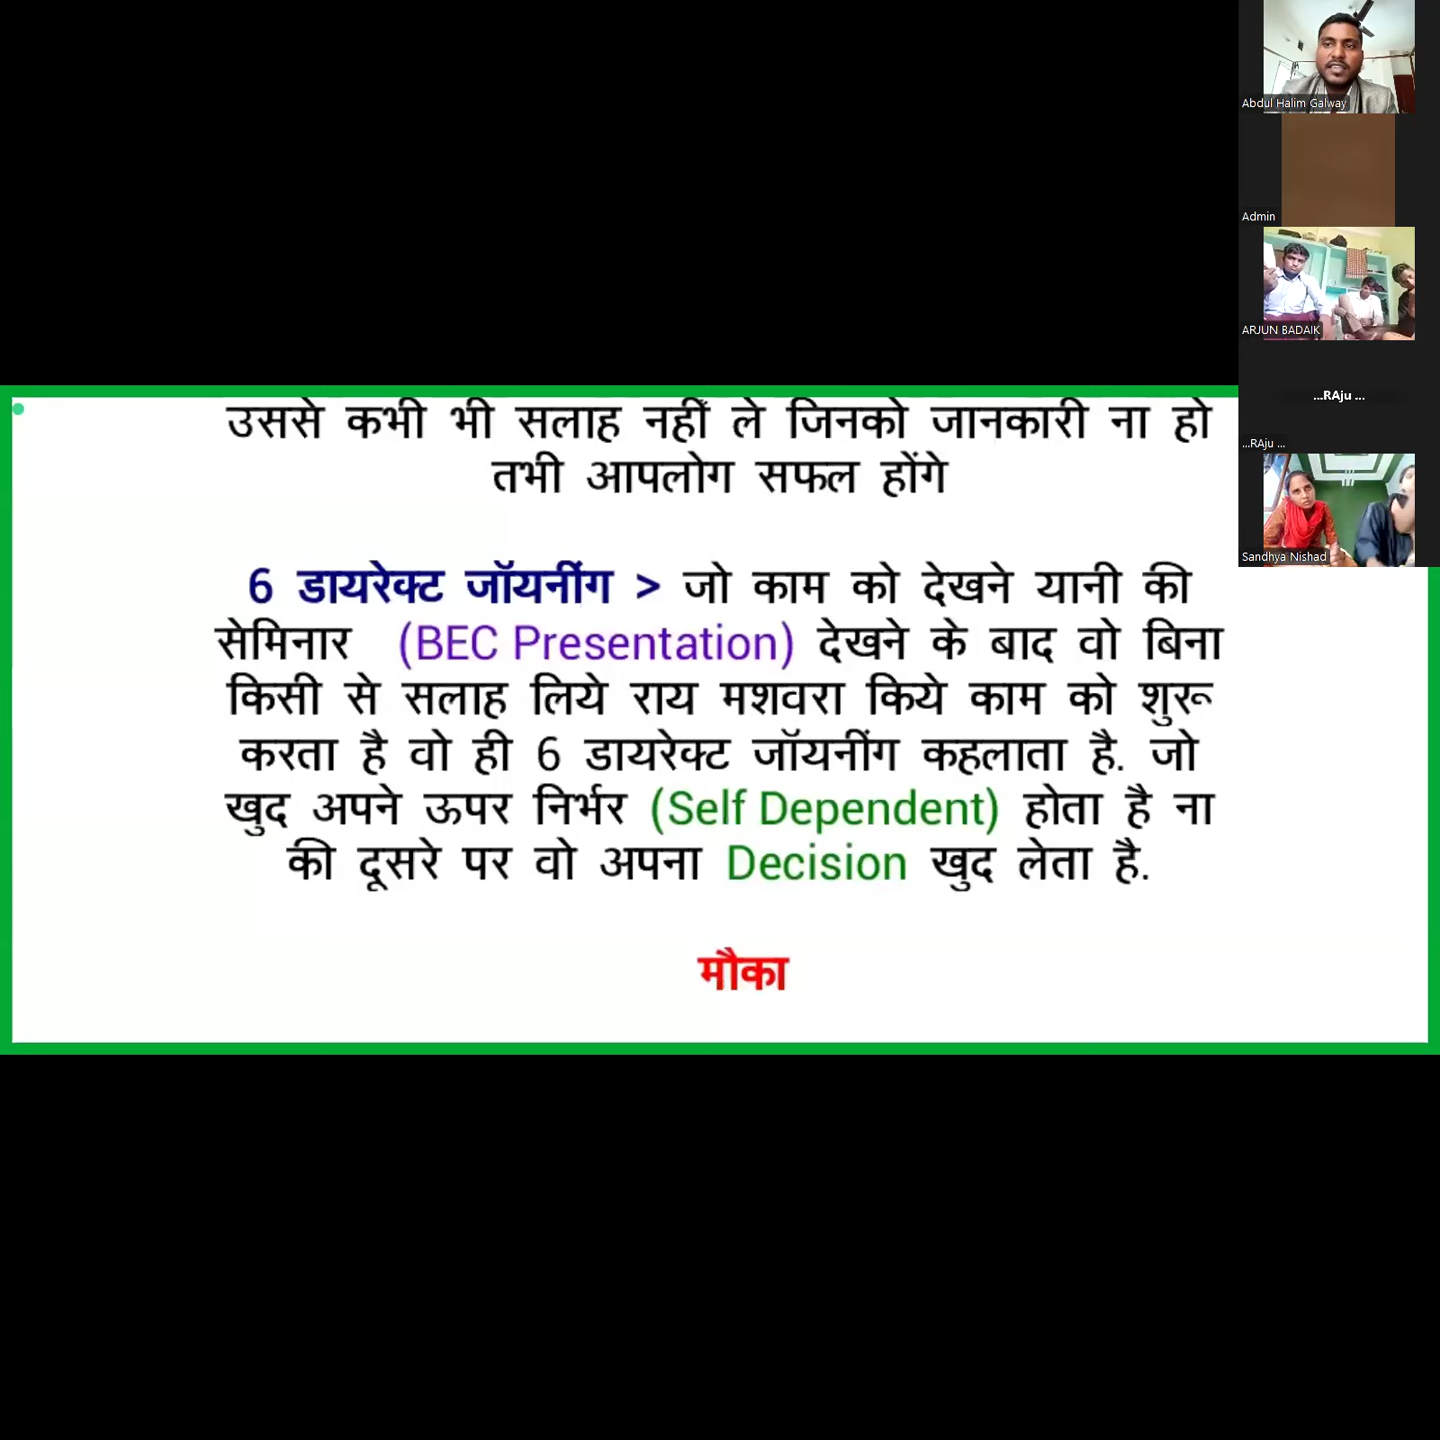 Abdul Halim Galway
Admin
ARJUN BADAIK
...RAju ...
...RAju ...
Sandhya Nishad
उससे कभी भी सलाह नहीं ले जिनको जानकारी ना हो
तभी आपलोग सफल होंगे
6 डायरेक्ट जॉयनींग > जो काम को देखने यानी की
सेमिनार (BEC Presentation) देखने के बाद वो बिना
किसी से सलाह लिये राय मशवरा किये काम को शुरू
करता है वो ही 6 डायरेक्ट जॉयनींग कहलाता है. जो
खुद अपने ऊपर निर्भर (Self Dependent) होता है ना
की दूसरे पर वो अपना Decision खुद लेता है.
मौका